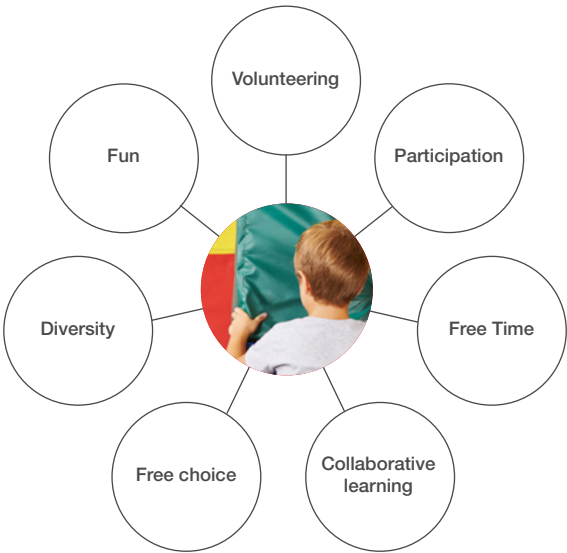 Volunteering
Fun
Participation
Diversity
Free Time
Free choice
Collaborative
learning